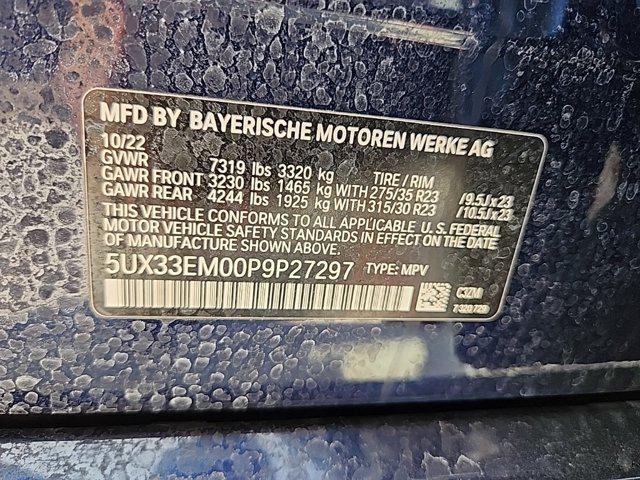 MFD BY BAYERISCHE MOTOREN WERKE AG
10/22
GVWR 7319 lbs 3320 kg TIRE / RIM
GAWR FRONT 3230 lbs 1465 kg WITH 275/35 R23 /9.5Jx23
GAWR REAR 4244 lbs 1925 kg WITH 315/30 R23 /10.5Jx23
THIS VEHICLE CONFORMS TO ALL APPLICABLE U. S. FEDERAL
MOTOR VEHICLE SAFETY STANDARDS IN EFFECT ON THE DATE
OF MANUFACTURE SHOWN ABOVE.
5UX33EM00P9P27297 TYPE: MPV
C3ZM